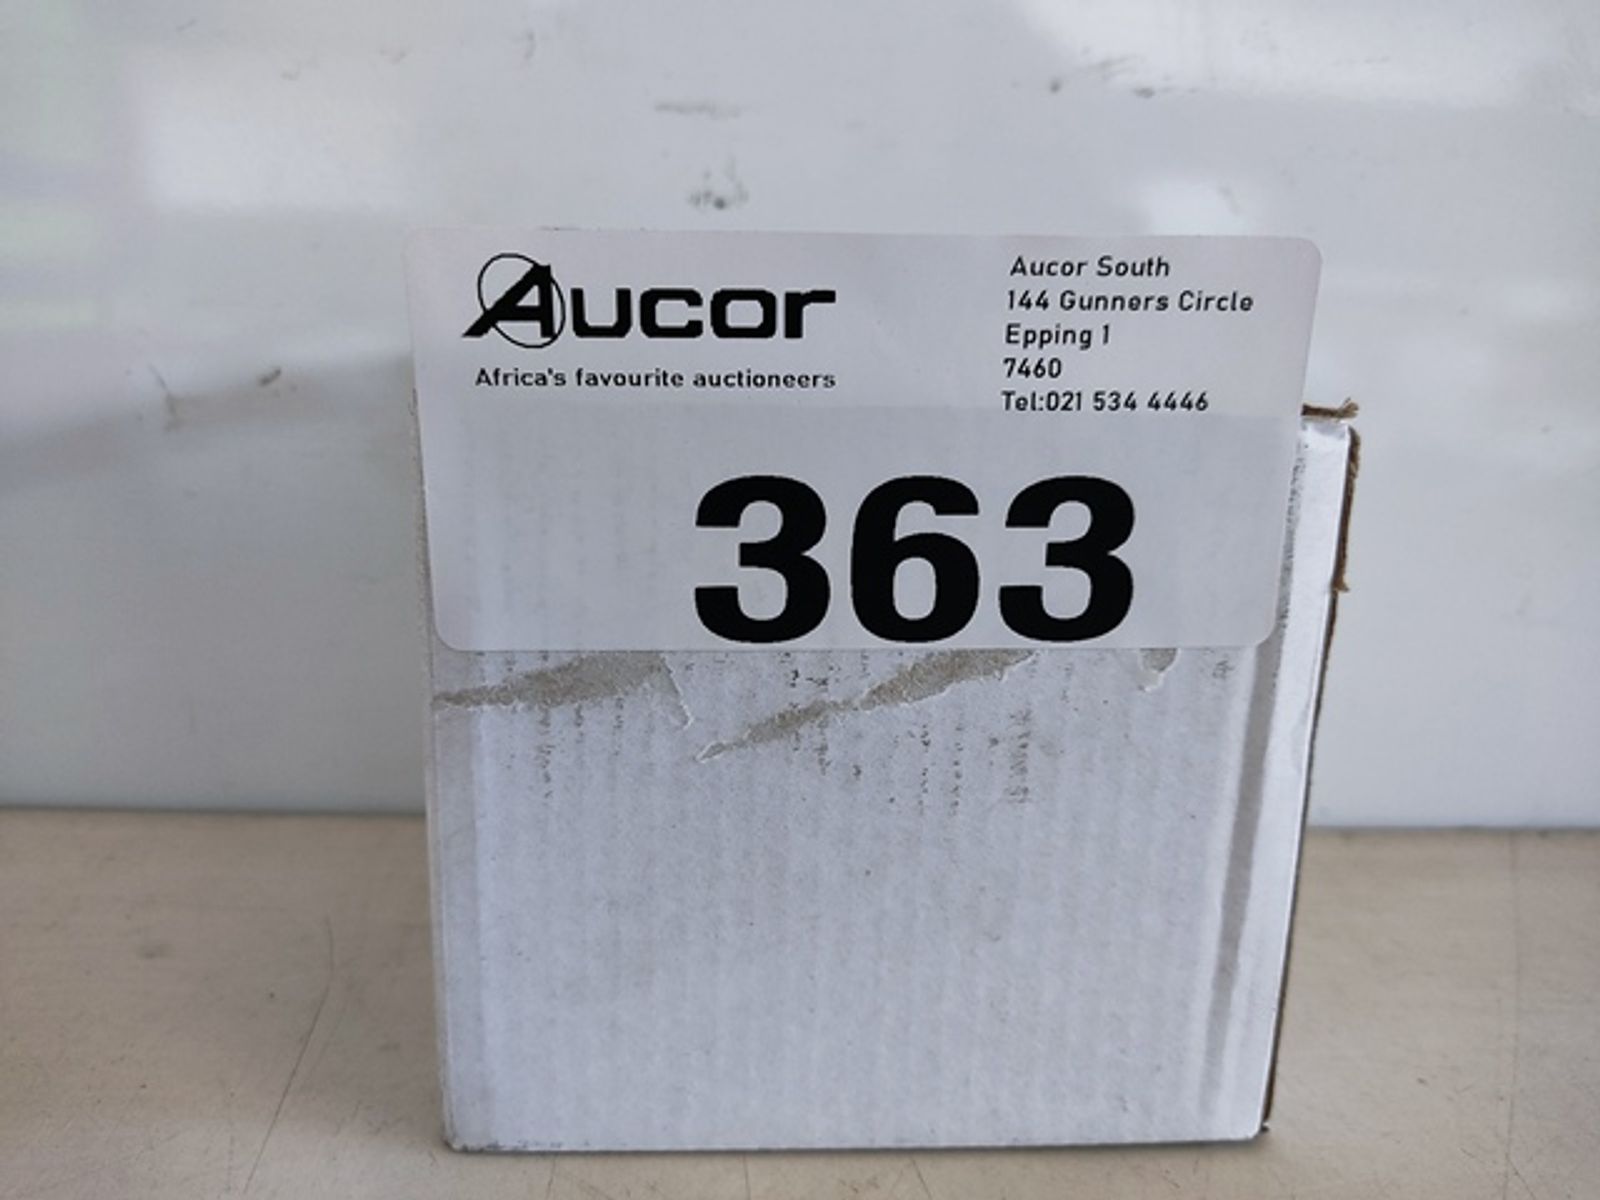 Aucor
Africa's favourite auctioneers
Aucor South
144 Gunners Circle
Epping 1
7460
Tel:021 534 4446
363